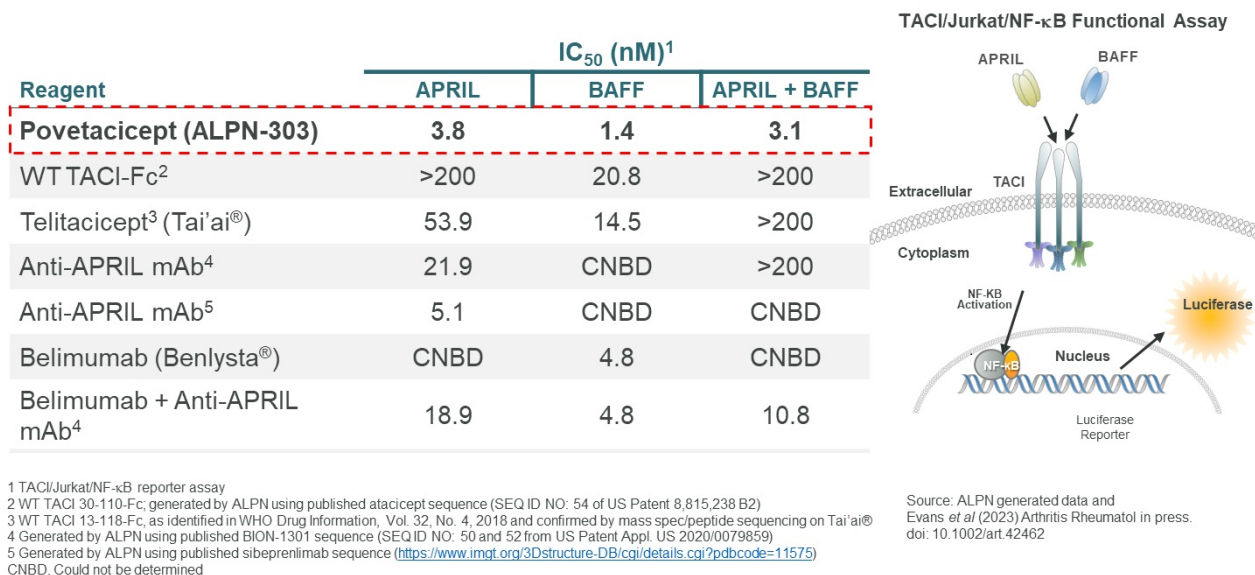 IC50 (nM)1
Reagent APRIL BAFF APRIL + BAFF
Povetacicept (ALPN-303) 3.8 1.4 3.1
WT TACI-Fc2 >200 20.8 >200
Telitacicept3 (Tai'ai®) 53.9 14.5 >200
Anti-APRIL mAb4 21.9 CNBD >200
Anti-APRIL mAb5 5.1 CNBD CNBD
Belimumab (Benlysta®) CNBD 4.8 CNBD
Belimumab + Anti-APRIL
mAb4 18.9 4.8 10.8
1 TACI/Jurkat/NF-κB reporter assay
2 WT TACI 30-110-Fc; generated by ALPN using published atacicept sequence (SEQ ID NO: 54 of US Patent 8,815,238 B2)
3 WT TACI 13-118-Fc, as identified in WHO Drug Information, Vol. 32, No. 4, 2018 and confirmed by mass spec/peptide sequencing on Tai'ai®
4 Generated by ALPN using published BION-1301 sequence (SEQ ID NO: 50 and 52 from US Patent Appl. US 2020/0079859)
5 Generated by ALPN using published sibeprenlimab sequence (https://www.imgt.org/3Dstructure-DB/cgi/details.cgi?pdbcode=11575)
CNBD, Could not be determined
TACI/Jurkat/NF-κB Functional Assay
APRIL
BAFF
TACI
Extracellular
Cytoplasm
NF-KB
Activation
Luciferase
Nucleus
NF-κB
Luciferase
Reporter
Source: ALPN generated data and
Evans et al (2023) Arthritis Rheumatol in press.
doi: 10.1002/art.42462